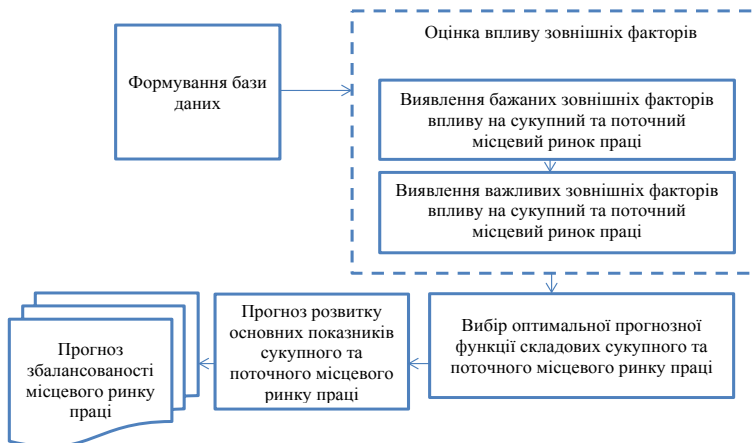 Формування бази
даних
Оцінка впливу зовнішніх факторів
Виявлення бажаних зовнішніх факторів
впливу на сукупний та поточний
місцевий ринок праці
Виявлення важливих зовнішніх факторів
впливу на сукупний та поточний
місцевий ринок праці
Вибір оптимальної прогнозної
функції складових сукупного та
поточного місцевого ринку праці
Прогноз розвитку
основних показників
сукупного та
поточного місцевого
ринку праці
Прогноз
збалансованості
місцевого ринку
праці